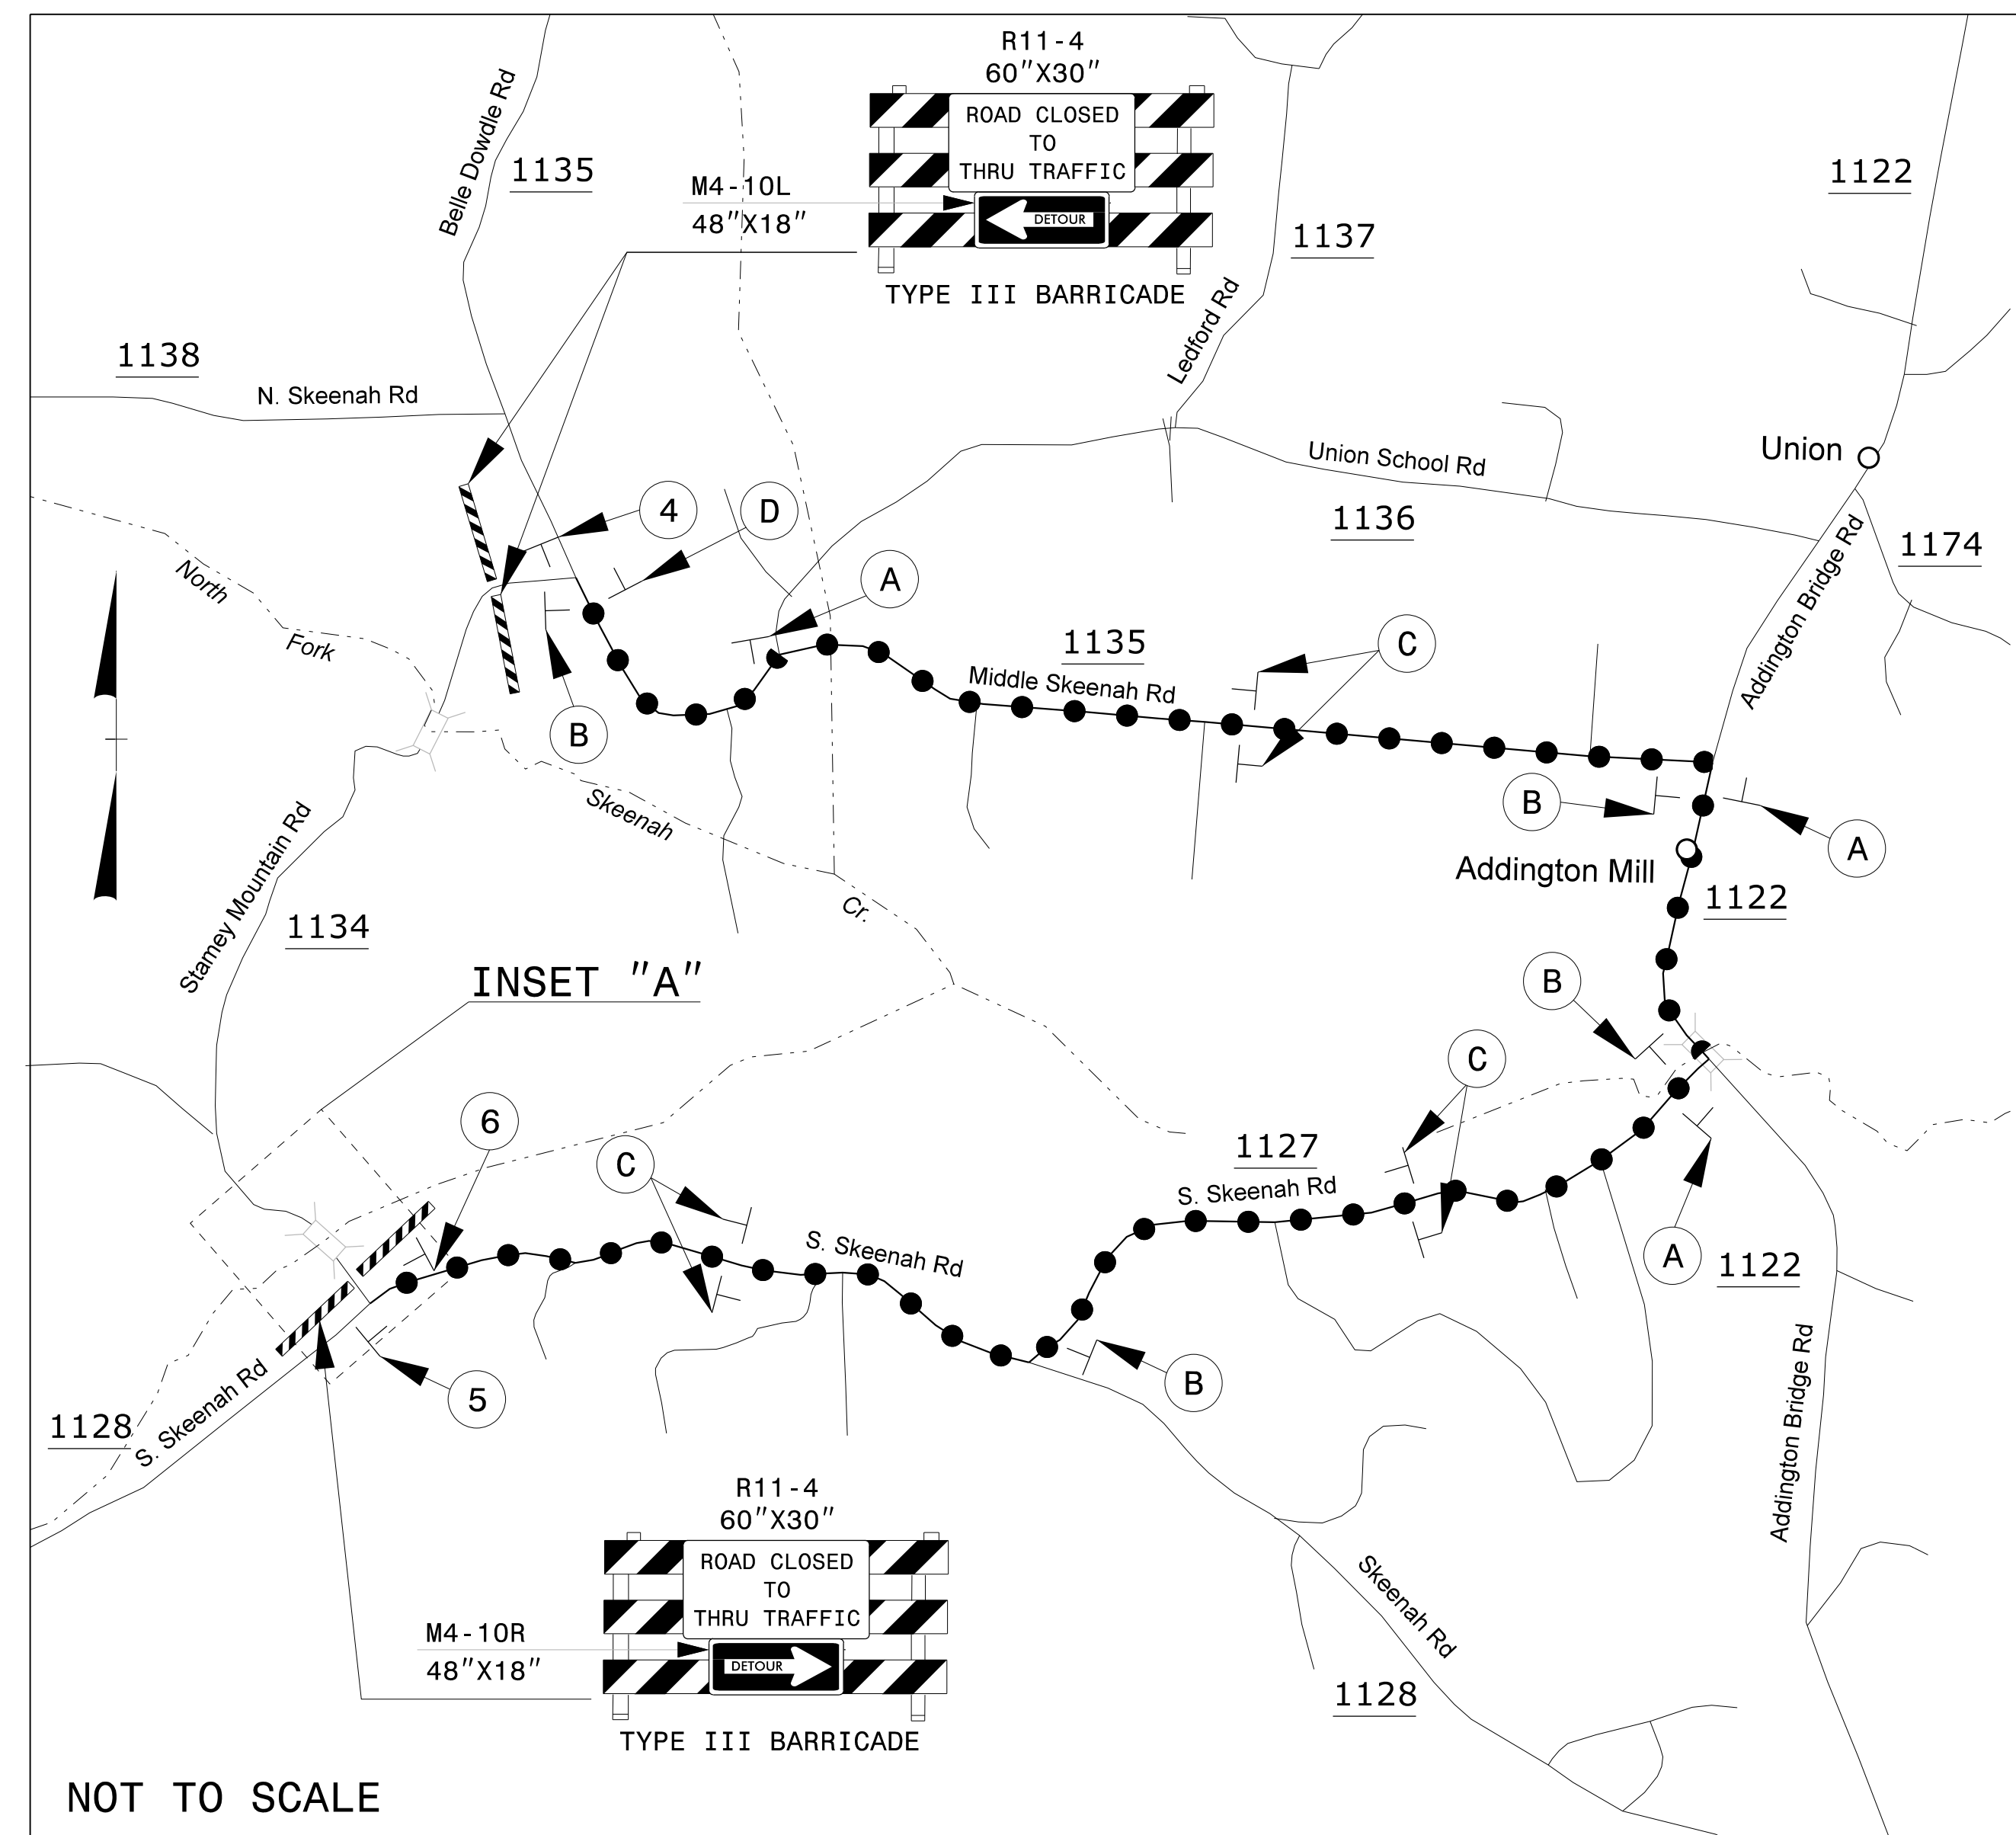 R11-4
60"X30"
ROAD CLOSED
TO
THRU TRAFFIC
M4-10L
48"X18"
DETOUR
TYPE III BARRICADE
Belle Dowdle Rd
1135
1122
1137
Ledford Rd
1138
N. Skeenah Rd
Union School Rd
Union
1136
1174
Addington Bridge Rd
4
D
A
North
Fork
Skeenah
Cr.
1135
Middle Skeenah Rd
C
B
B
A
Addington Mill
1122
Stamey Mountain Rd
1134
INSET "A"
B
C
6
C
1127
S. Skeenah Rd
S. Skeenah Rd
A
1122
Addington Bridge Rd
5
B
1128
S. Skeenah Rd
R11-4
60"X30"
ROAD CLOSED
TO
THRU TRAFFIC
M4-10R
48"X18"
DETOUR
TYPE III BARRICADE
Skeenah Rd
1128
NOT TO SCALE